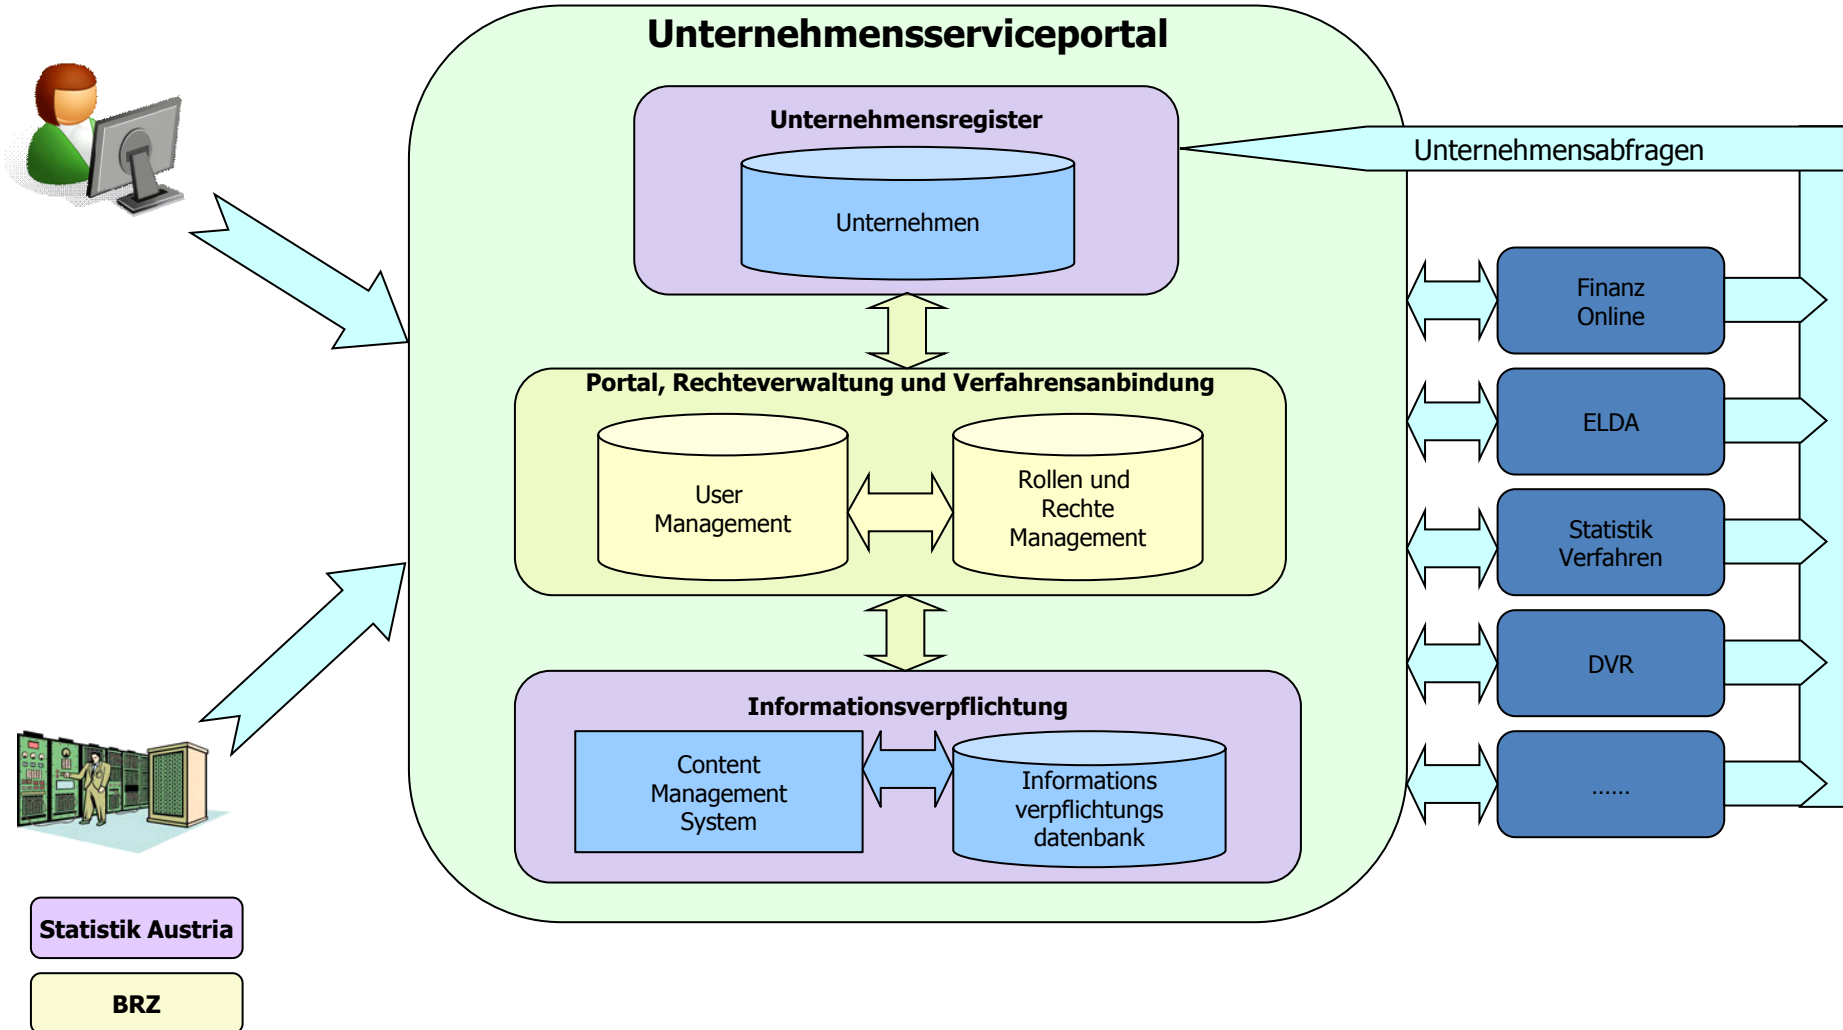 Unternehmensserviceportal
Unternehmensregister
Unternehmen
Unternehmensabfragen
Portal, Rechteverwaltung und Verfahrensanbindung
User
Management
Rollen und
Rechte
Management
Informationsverpflichtung
Content
Management
System
Informations
verpflichtungs
datenbank
Finanz
Online
ELDA
Statistik
Verfahren
DVR
......
Statistik Austria
BRZ